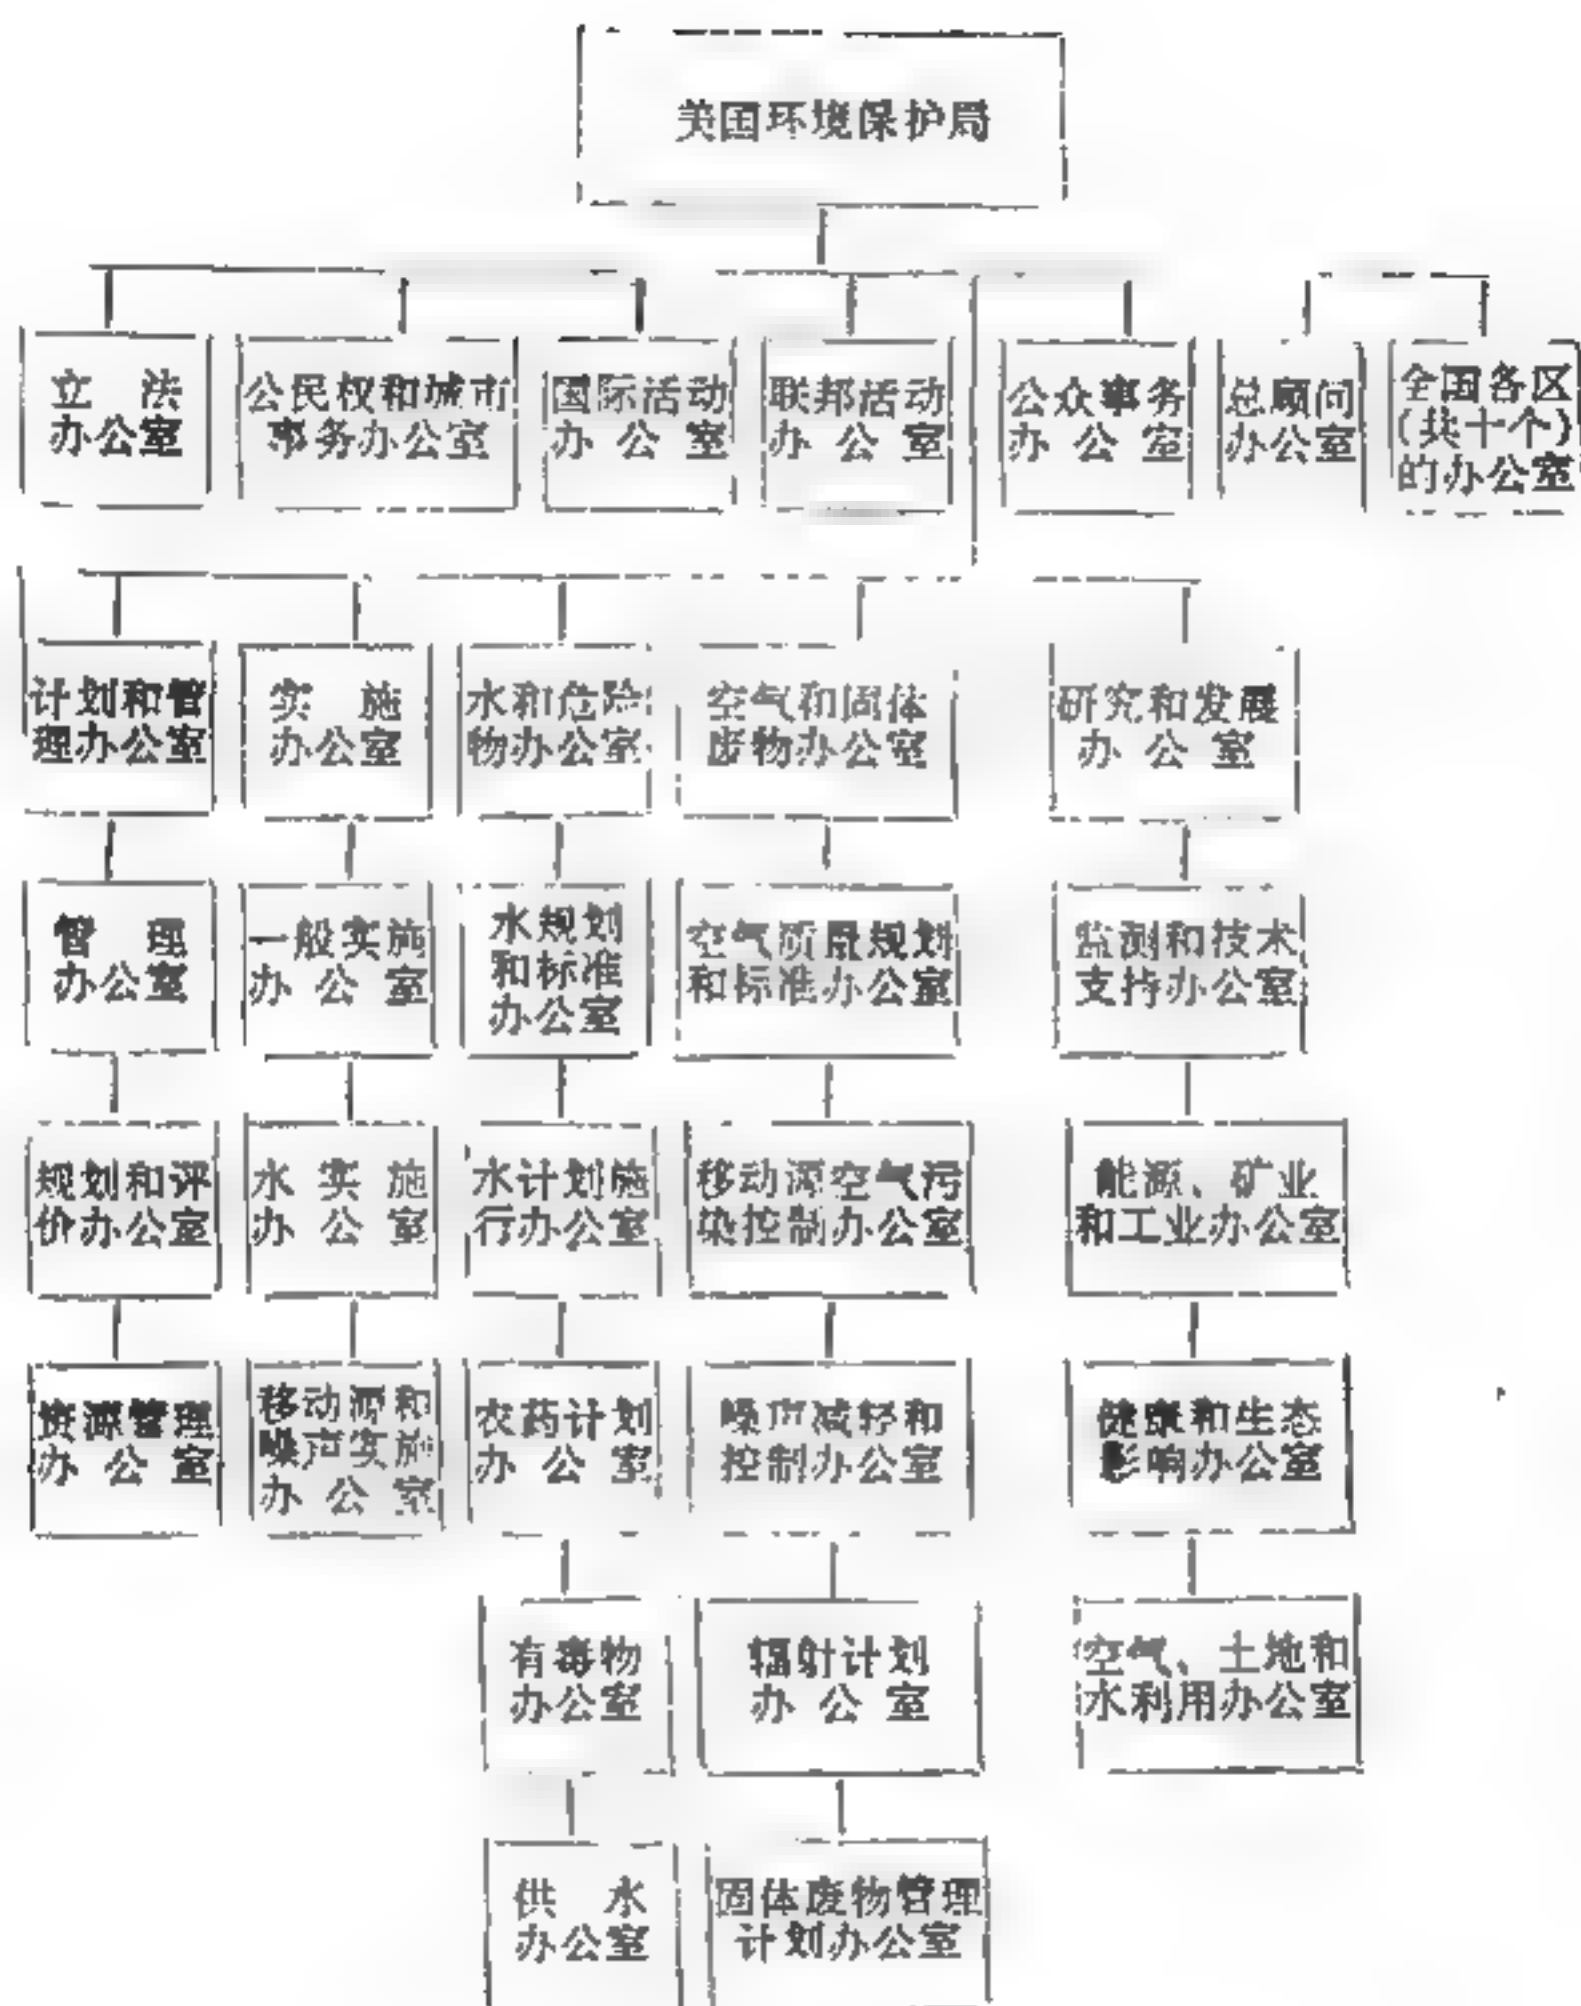 美国环境保护局
立 法
办公室
公民权和城市
事务办公室
国际活动
办 公 室
联邦活动
办 公 室
公众事务
办 公 室
总顾问
办公室
全国各区
(共十个)
的办公室
计划和管
理办公室
实 施
办公室
水和危险
物办公室
空气和固体
废物办公室
研究和发展
办 公 室
管 理
办公室
一般实施
办 公 室
水规划
和标准
办公室
空气质量规划
和标准办公室
监测和技术
支持办公室
规划和评
价办公室
水 实 施
办 公 室
水计划施
行办公室
移动源空气污
染控制办公室
能源、矿业
和工业办公室
资源管理
办 公 室
移动源和
噪声实施
办 公 室
农药计划
办 公 室
噪声减轻和
控制办公室
健康和生态
影响办公室
有毒物
办公室
辐射计划
办 公 室
空气、土地和
水利用办公室
供 水
办公室
固体废物管理
计划办公室